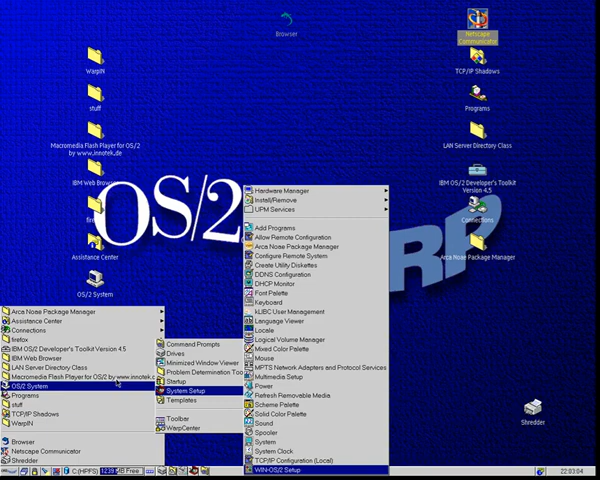 Browser
Netscape
Communicator
WarpIN
TCP/IP Shadows
stuff
Programs
Macromedia Flash Player for OS/2
by www.innotek.de
LAN Server Directory Class
IBM Web Brows
IBM OS/2 Developer's Toolkit
Version 4.5
fire
Connections
Assistance Center
Arca Noae Package Manager
OS/2 System
OS/2
RP
Shredder
Arca Noae Package Manager
Assistance Center
Connections
firefox
IBM OS/2 Developer's Toolkit Version 4.5
IBM Web Browser
LAN Server Directory Class
Macromedia Flash Player for OS/2 by www.innotek.de
OS/2 System
Programs
stuff
TCP/IP Shadows
WarpIN
Browser
Netscape Communicator
Shredder
Command Prompts
Drives
Minimized Window Viewer
Problem Determination Too
Startup
System Setup
Templates
Toolbar
WarpCenter
Hardware Manager
Install/Remove
UPM Services
Add Programs
Allow Remote Configuration
Arca Noae Package Manager
Configure Remote System
Create Utility Diskettes
DDNS Configuration
DHCP Monitor
Font Palette
Keyboard
kLIBC User Management
Language Viewer
Locale
Logical Volume Manager
Mixed Color Palette
Mouse
MPTS Network Adapters and Protocol Services
Multimedia Setup
Power
Refresh Removable Media
Scheme Palette
Solid Color Palette
Sound
Spooler
System
System Clock
TCP/IP Configuration (Local)
WIN-OS/2 Setup
C:(HPFS) MB Free
22:03:04